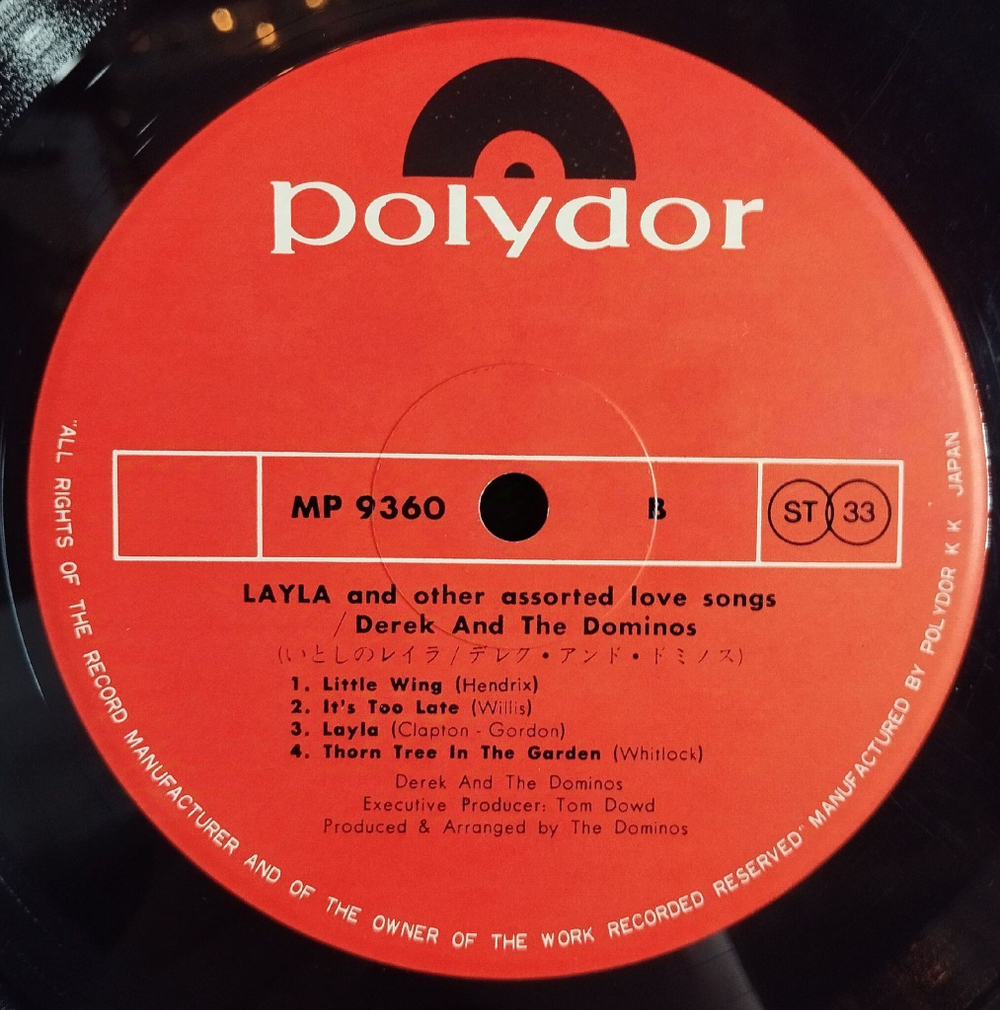 polydor
MP 9360 B ST 33
LAYLA and other assorted love songs
/Derek And The Dominos
(いとしのレイラ/デレク・アンド・ドミノス)
1. Little Wing (Hendrix)
2. It's Too Late (Willis)
3. Layla (Clapton - Gordon)
4. Thorn Tree In The Garden (Whitlock)
Derek And The Dominos
Executive Producer: Tom Dowd
Produced & Arranged by The Dominos
"ALL RIGHTS OF THE RECORD MANUFACTURER AND OF THE OWNER OF THE WORK RECORDED RESERVED" MANUFACTURED BY POLYDOR K K JAPAN